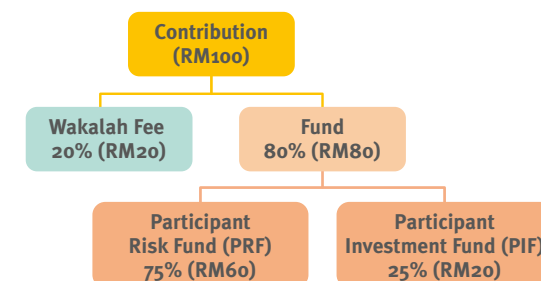 Contribution
(RM100)
Wakalah Fee
20% (RM20)
Fund
80% (RM80)
Participant
Risk Fund (PRF)
75% (RM60)
Participant
Investment Fund (PIF)
25% (RM20)